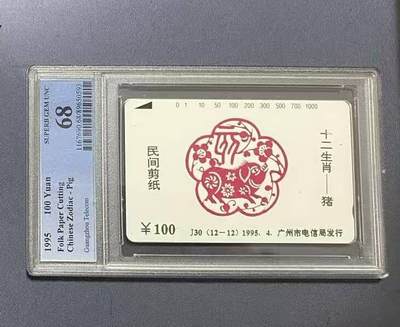 1995 100 Yuan
Folk Paper Cutting
Chinese Zodiac - Pig
Guangzhou Telecom
68
SUPERB GEM UNC
0 1 10 50 100 200 300 500 700 1000
民间剪纸
十二生肖——猪
¥100
J30 (12-12) 1995. 4. 广州市电信局发行